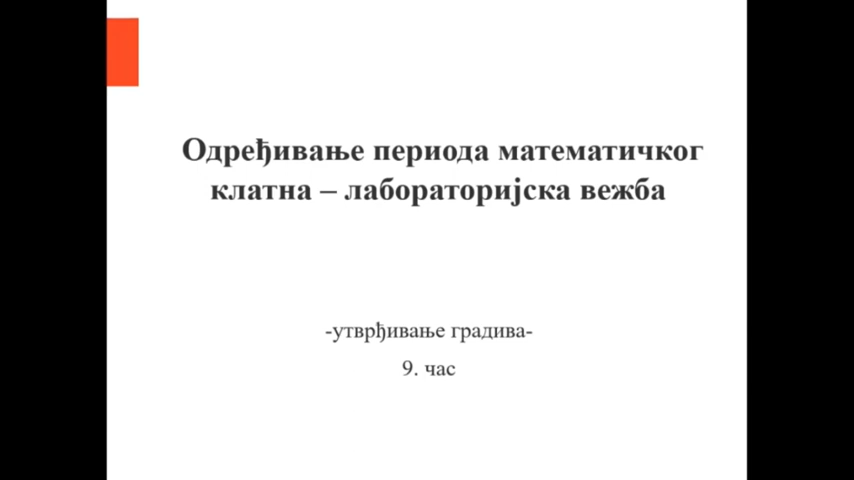 Одређивање периода математичког
клатна – лабораторијска вежба
-утврђивање градива-
9. час